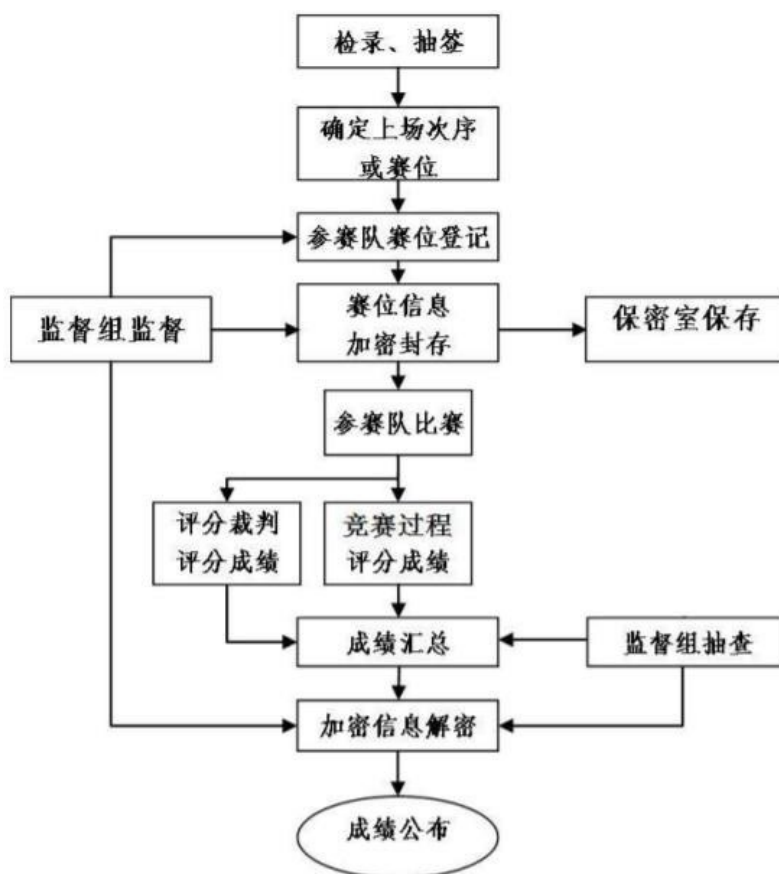 检录、抽签
确定上场次序
或赛位
参赛队赛位登记
监督组监督
赛位信息
加密封存
保密室保存
参赛队比赛
评分裁判
评分成绩
竞赛过程
评分成绩
成绩汇总
监督组抽查
加密信息解密
成绩公布